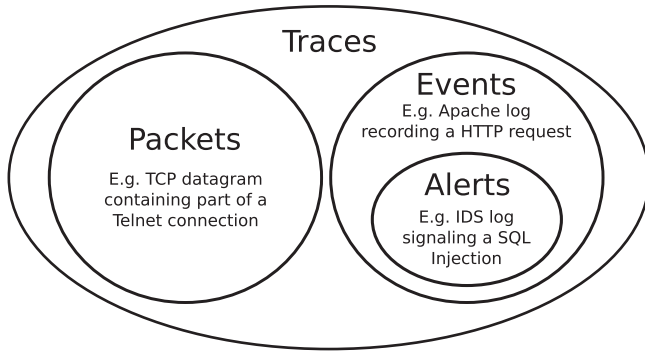 Traces
Packets
E.g. TCP datagram
containing part of a
Telnet connection
Events
E.g. Apache log
recording a HTTP request
Alerts
E.g. IDS log
signaling a SQL
Injection